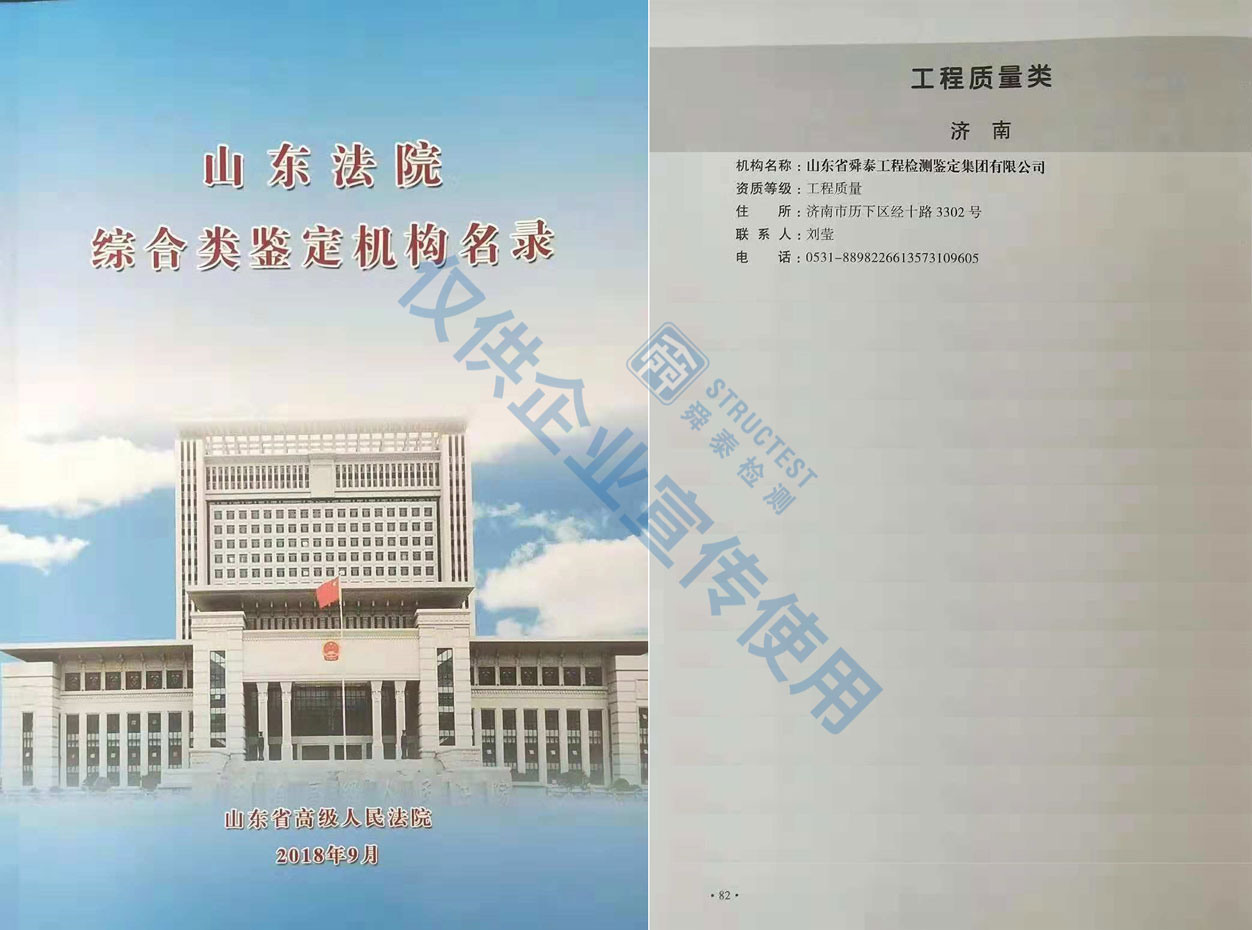 山东法院
综合类鉴定机构名录
山东省高级人民法院
2018年9月
工程质量类
济 南
机构名称：山东省舜泰工程检测鉴定集团有限公司
资质等级：工程质量
住 所：济南市历下区经十路 3302 号
联 系 人：刘莹
电 话：0531-8898226613573109605
·82·
仅供企业宣传使用
STRUCTEST
舜泰检测